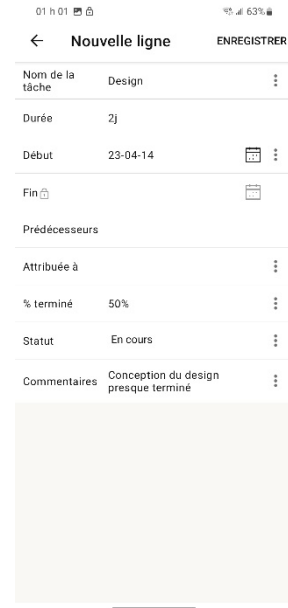 01 h 01 63%
Nouvelle ligne ENREGISTRER
Nom de la
tâche Design
Durée 2j
Début 23-04-14
Fin
Prédécesseurs
Attribuée à
% terminé 50%
Statut En cours
Commentaires Conception du design
presque terminé